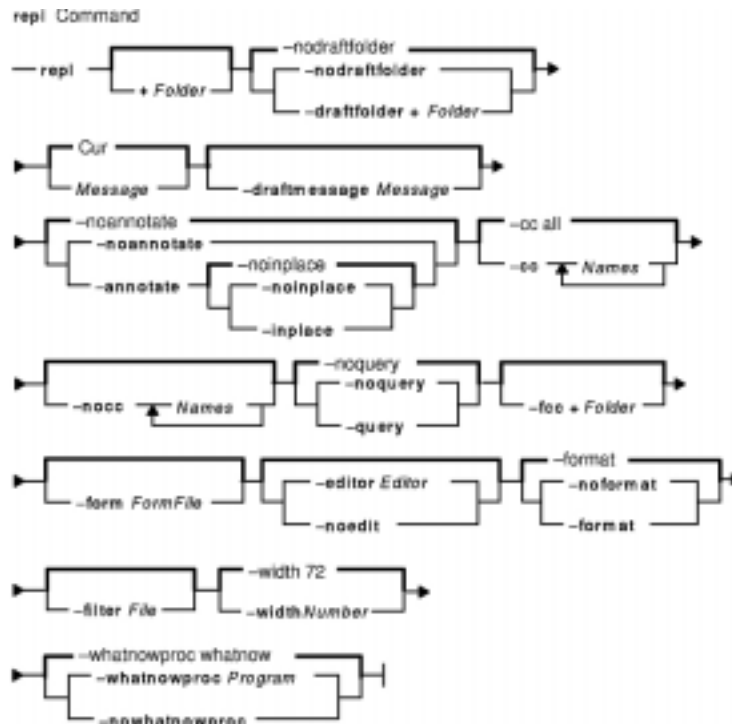 repl Command
–nodraftfolder
repl
–nodraftfolder
+ Folder
–draftfolder + Folder
Cur
Message
–draftmessage Message
–noannotate
–cc all
–noannotate
–noinplace
–cc Names
–annotate
–noinplace
–inplace
–noquery
–noquery
–nocc Names
–fcc + Folder
–query
–format
–editor Editor
–noformat
–form FormFile
–noedit
–format
–width 72
–filter File
–widthNumber
–whatnowproc whatnow
–whatnowproc Program
–nowhatnowproc